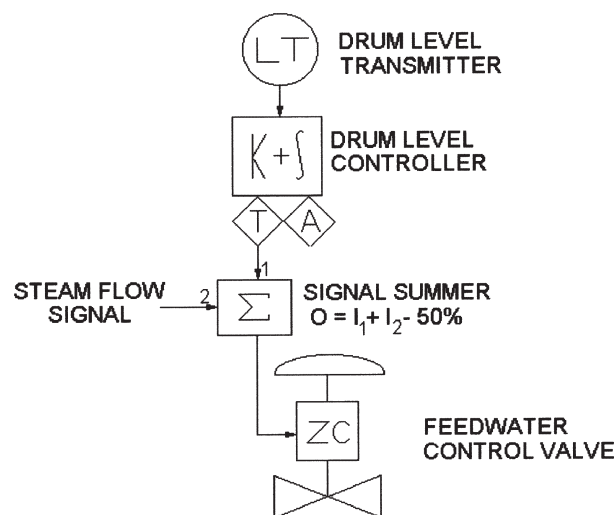 LT
DRUM LEVEL
TRANSMITTER
K+∫
DRUM LEVEL
CONTROLLER
T
A
1
STEAM FLOW
SIGNAL
2
Σ
SIGNAL SUMMER
O = I₁ + I₂ - 50%
ZC
FEEDWATER
CONTROL VALVE